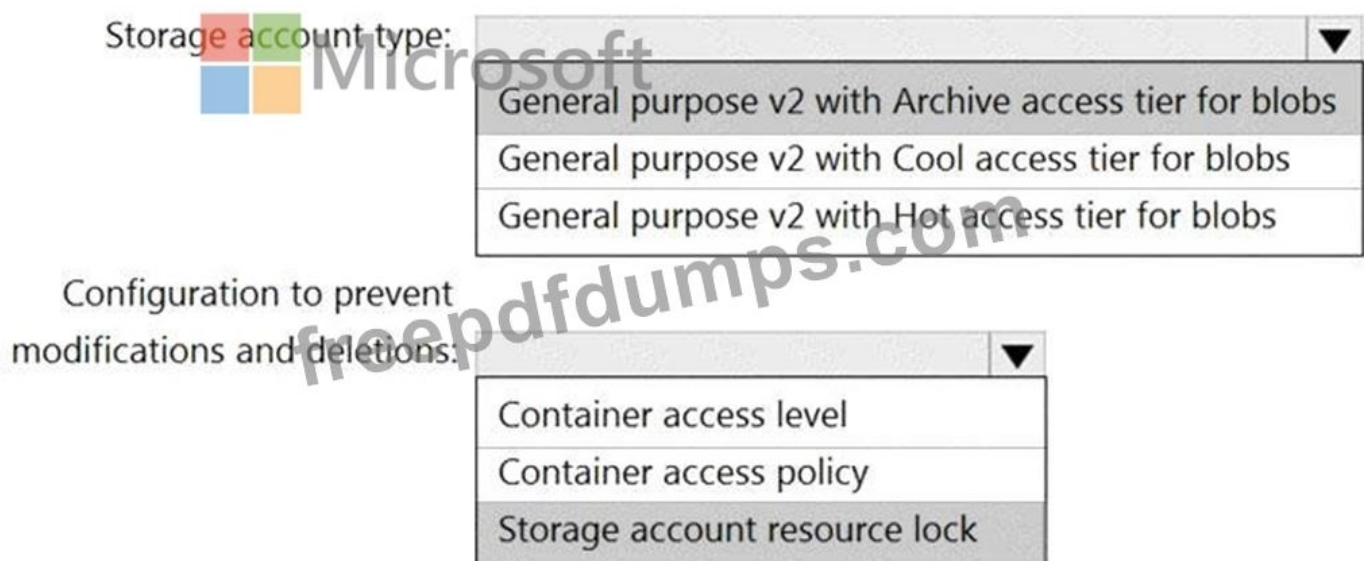 Storage account type:
Microsoft
General purpose v2 with Archive access tier for blobs
General purpose v2 with Cool access tier for blobs
General purpose v2 with Hot access tier for blobs
freepdfdumps.com
Configuration to prevent
modifications and deletions:
Container access level
Container access policy
Storage account resource lock